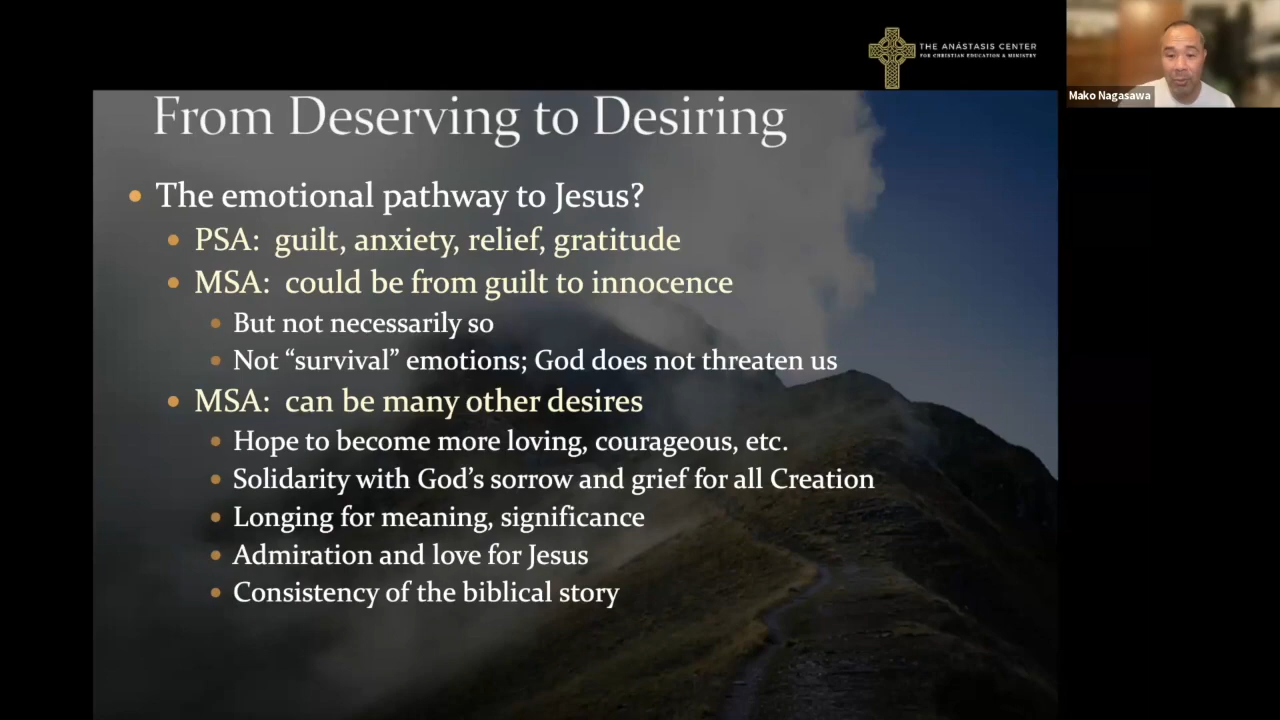 THE ANÁSTASIS CENTER
FOR CHRISTIAN EDUCATION & MINISTRY
Mako Nagasawa
From Deserving to Desiring
The emotional pathway to Jesus?
PSA: guilt, anxiety, relief, gratitude
MSA: could be from guilt to innocence
But not necessarily so
Not “survival” emotions; God does not threaten us
MSA: can be many other desires
Hope to become more loving, courageous, etc.
Solidarity with God’s sorrow and grief for all Creation
Longing for meaning, significance
Admiration and love for Jesus
Consistency of the biblical story